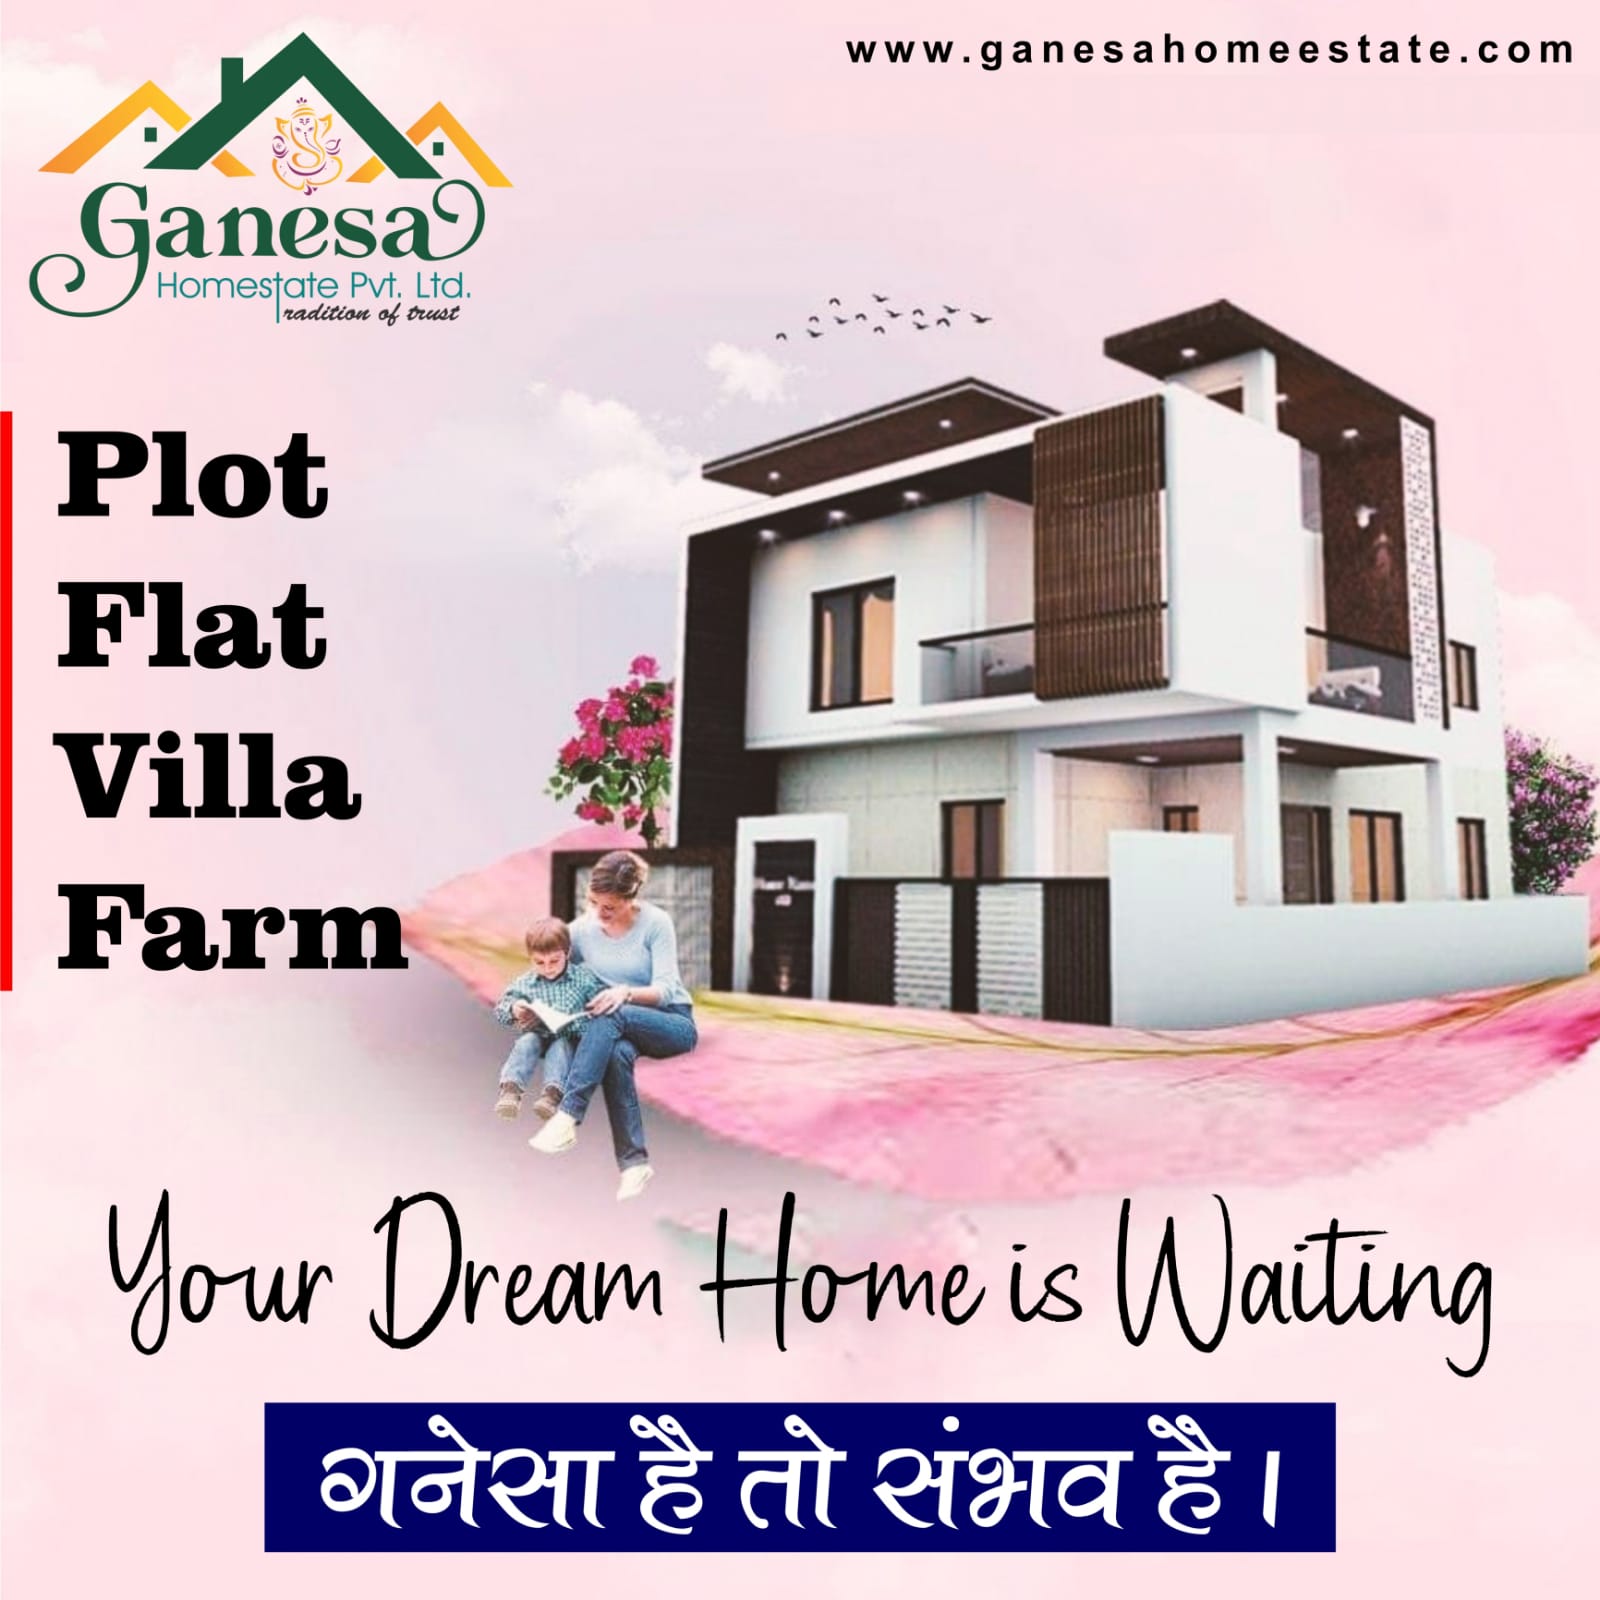 www.ganesahomeestate.com
Ganesa
Homestate Pvt. Ltd.
tradition of trust
Plot
Flat
Villa
Farm
Your Dream Home is Waiting
गनेसा है तो संभव है।